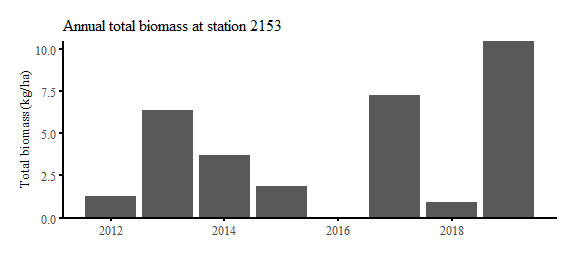 Annual total biomass at station 2153
Total biomass (kg/ha)
10.0
7.5
5.0
2.5
0.0
2012 2014 2016 2018